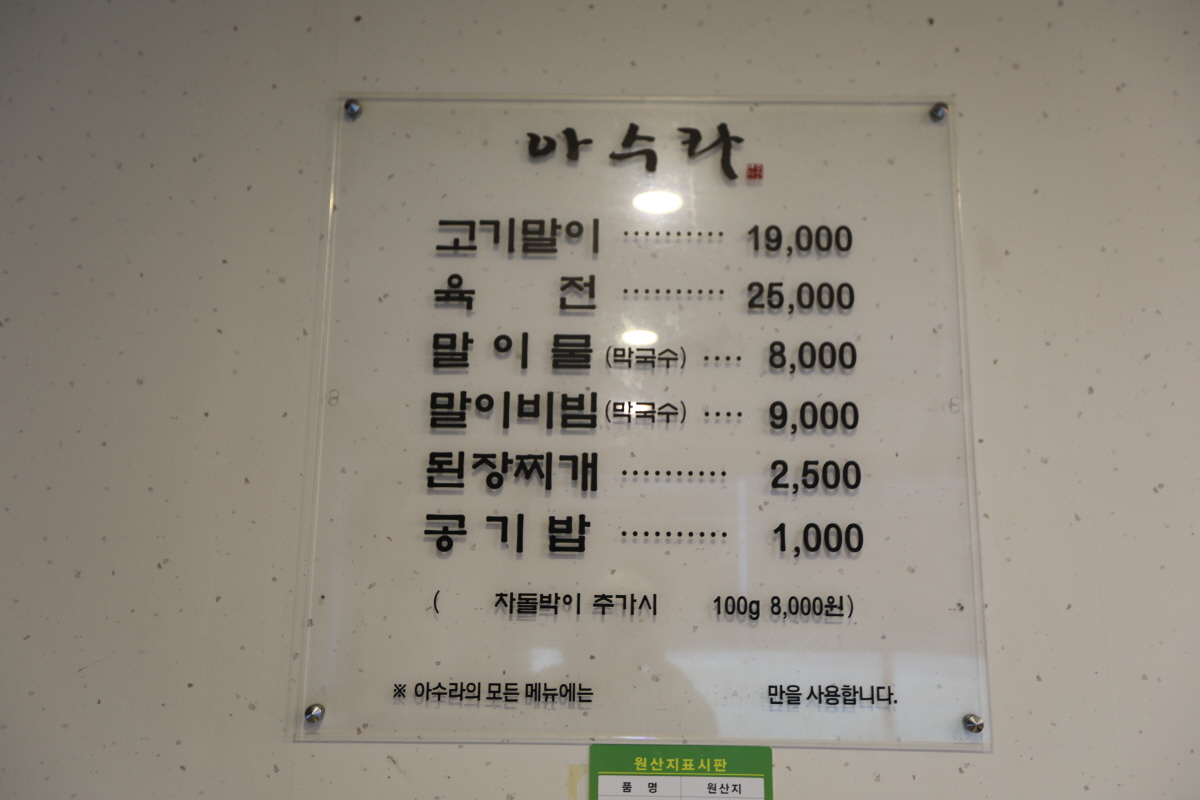 아수라
고기말이 ·········· 19,000
육 전 ·········· 25,000
말이물 (막국수) ···· 8,000
말이비빔 (막국수) ···· 9,000
된장찌개 ·········· 2,500
공기밥 ·········· 1,000
( 차돌박이 추가시 100g 8,000원)
※ 아수라의 모든 메뉴에는 만을 사용합니다.
원산지표시판
품 명 원산지